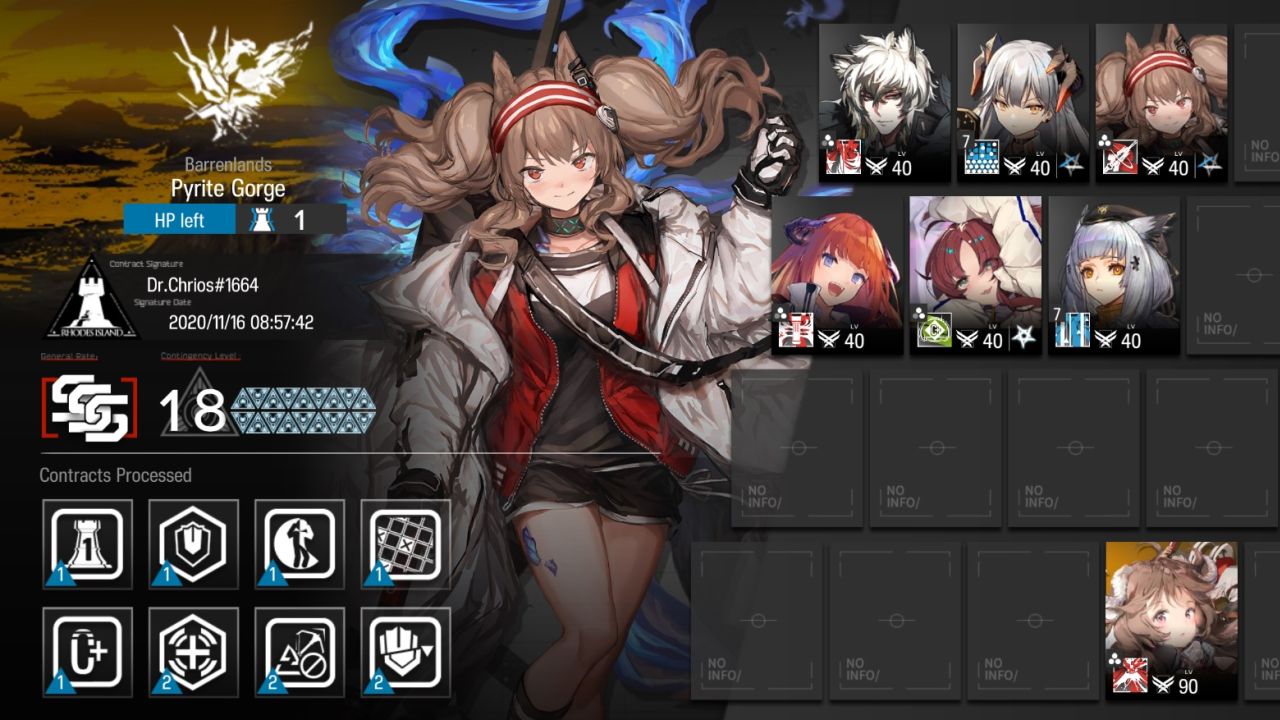 Barrenlands
Pyrite Gorge
HP left 1
Contract Signature
Dr.Chrios#1664
Signature Date
2020/11/16 08:57:42
RHODES ISLAND
General Rate:
Contingency Level:
18
Contracts Processed
1
1
1
1
1
1
2
2
2
LV
40
7
LV
40
LV
40
NO
INFO/
LV
40
LV
40
7
LV
40
NO
INFO/
NO
INFO/
NO
INFO/
NO
INFO/
NO
INFO/
NO
INFO/
NO
INFO/
NO
INFO/
LV
90
NO
INFO/